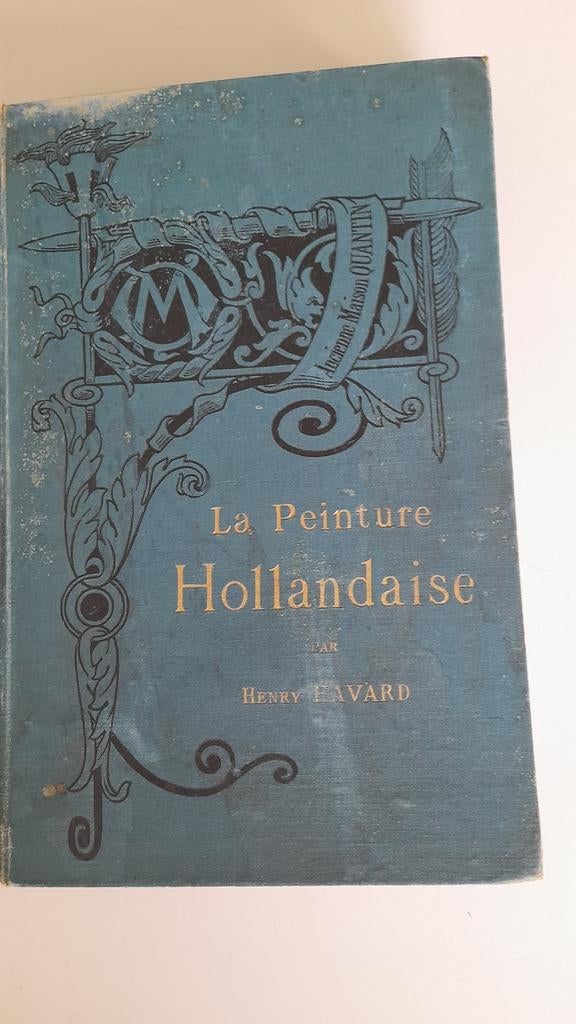 M
Ancienne Maison QUANTIN
La Peinture
Hollandaise
PAR
HENRY HAVARD